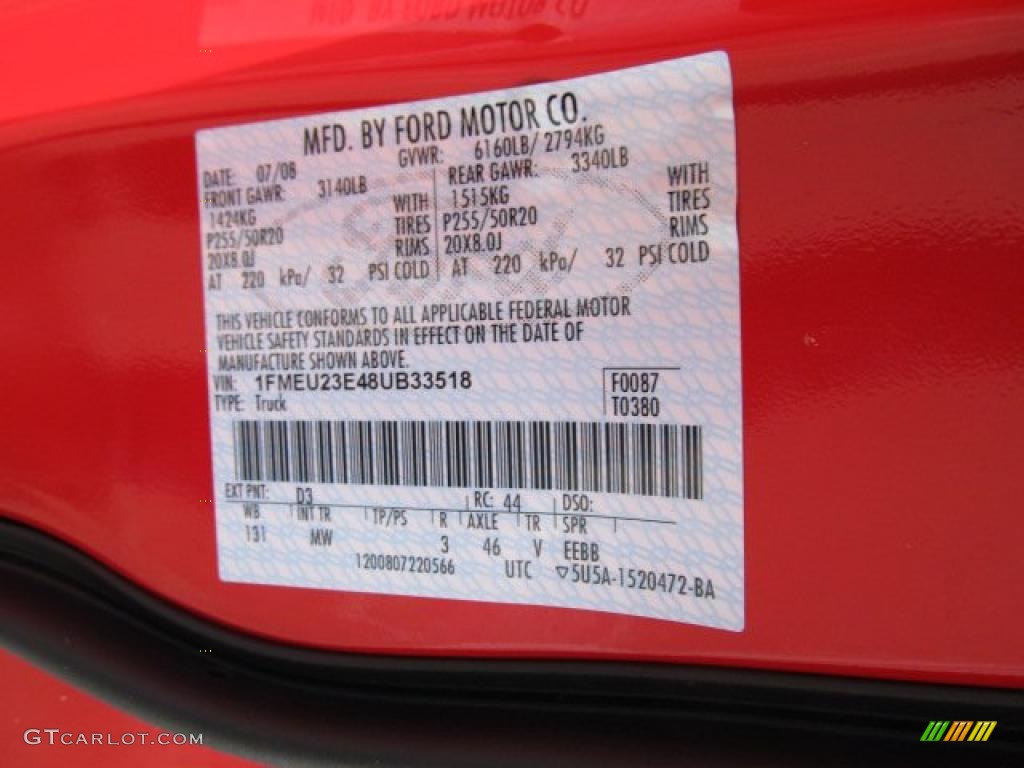 MFD. BY FORD MOTOR CO.
DATE: 07/08 GVWR: 6160LB/ 2794KG
FRONT GAWR: 3140LB REAR GAWR: 3340LB
1424KG WITH 1515KG WITH
P255/50R20 TIRES P255/50R20 TIRES
20X8.0J RIMS 20X8.0J RIMS
AT 220 kPa/ 32 PSI COLD AT 220 kPa/ 32 PSI COLD
THIS VEHICLE CONFORMS TO ALL APPLICABLE FEDERAL MOTOR
VEHICLE SAFETY STANDARDS IN EFFECT ON THE DATE OF
MANUFACTURE SHOWN ABOVE.
VIN: 1FMEU23E48UB33518 F0087
TYPE: Truck T0380
EXT PNT: D3 RC: 44 DSO:
WB INT TR TP/PS R AXLE TR SPR
131 MW 3 46 V EEBB
1200807220566 UTC ▽5U5A-1520472-BA
GTCARLOT.COM